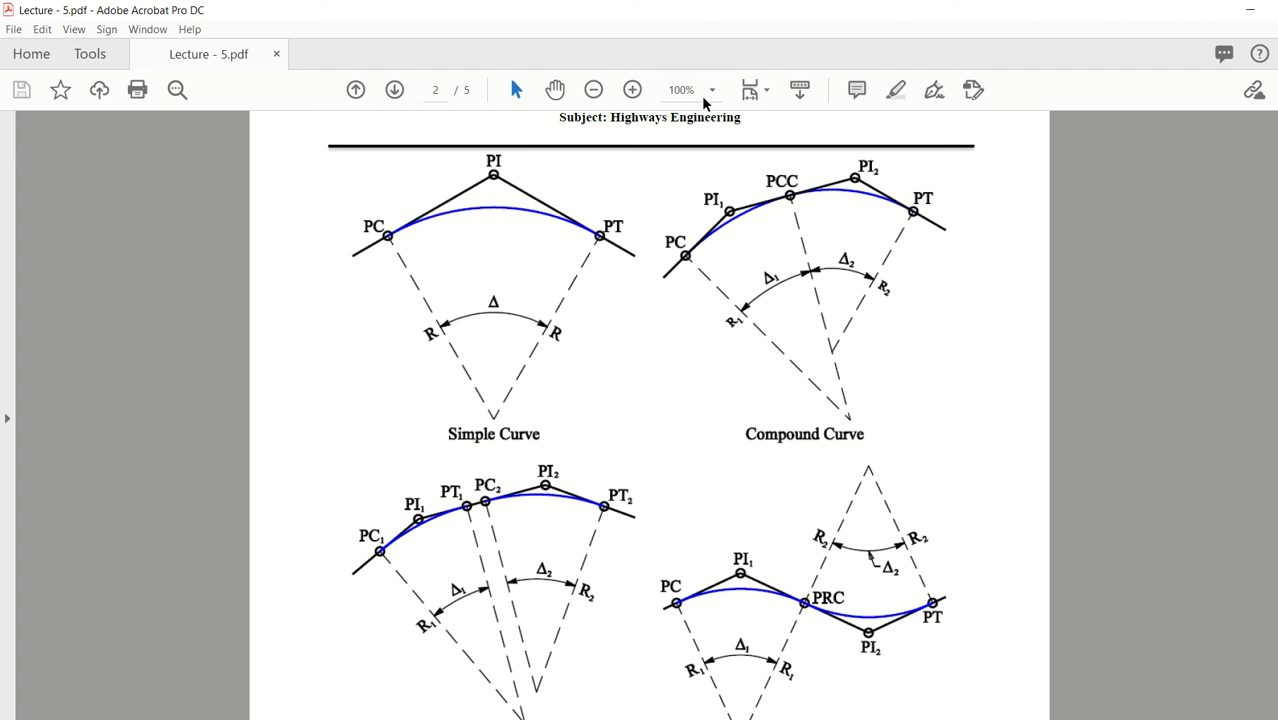 Lecture - 5.pdf - Adobe Acrobat Pro DC
File Edit View Sign Window Help
Home Tools Lecture - 5.pdf ×
2 / 5 100%
Subject: Highways Engineering
PI
PC
PT
Δ
R R
Simple Curve
PI₂
PCC
PI₁
PT
PC
Δ₂
Δ₁
R₂
R₁
Compound Curve
PI₂
PC₂
PT₁
PT₂
PI₁
PC₁
Δ₂
Δ₁
R₂
R₁
R₂ R₂
Δ₂
PI₁
PC
PRC
PT
PI₂
Δ₁
R₁ R₁